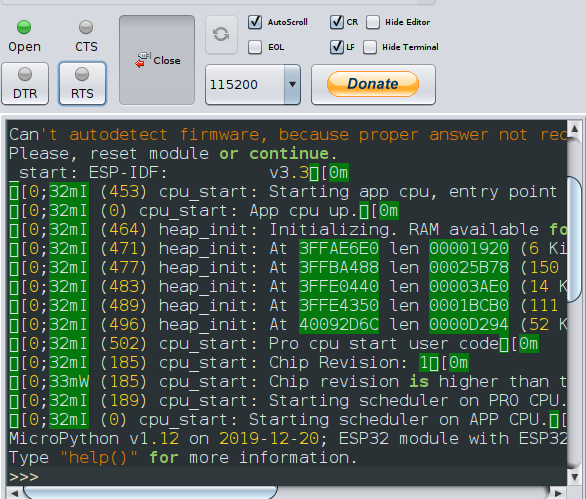 AutoScroll
CR
Hide Editor
Open
CTS
EOL
LF
Hide Terminal
Close
DTR
RTS
115200
Donate
Can't autodetect firmware, because proper answer not
Please, reset module or continue.
_start: ESP-IDF: v3.3[0m
[0;32mI (453) cpu_start: Starting app cpu, entry point
[0;32mI (0) cpu_start: App cpu up.[0m
[0;32mI (464) heap_init: Initializing. RAM available
[0;32mI (471) heap_init: At 3FFAE6E0 len 00001920 (6
[0;32mI (477) heap_init: At 3FFBA488 len 00025B78 (150
[0;32mI (483) heap_init: At 3FFE0440 len 00003AE0 (14
[0;32mI (489) heap_init: At 3FFE4350 len 0001BCB0 (111
[0;32mI (496) heap_init: At 40092D6C len 0000D294 (52
[0;32mI (502) cpu_start: Pro cpu start user code[0m
[0;32mI (185) cpu_start: Chip Revision: 1[0m
[0;33mW (185) cpu_start: Chip revision is higher than
[0;32mI (189) cpu_start: Starting scheduler on PRO CPU.
[0;32mI (0) cpu_start: Starting scheduler on APP CPU.[
MicroPython v1.12 on 2019-12-20; ESP32 module with ESP32
Type "help()" for more information.
>>>